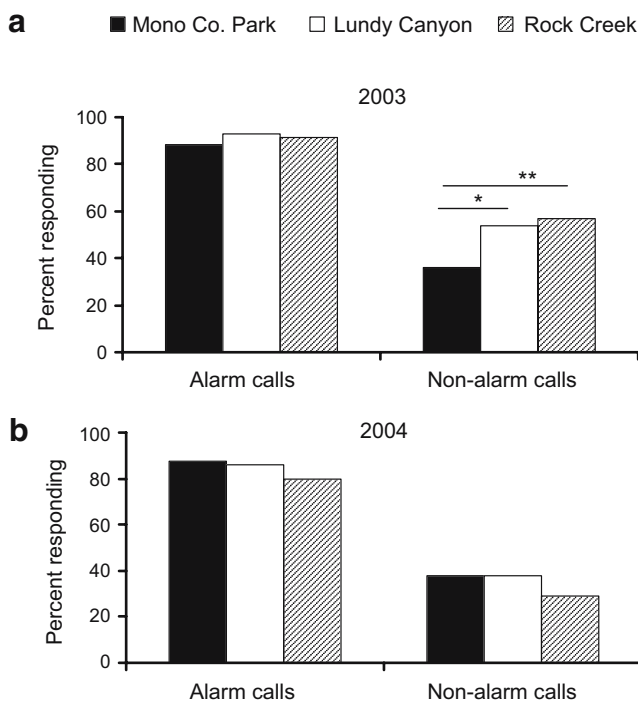 a
Mono Co. Park Lundy Canyon Rock Creek
2003
Percent responding
100
80
60
40
20
0
*
**
Alarm calls Non-alarm calls
b
2004
Percent responding
100
80
60
40
20
0
Alarm calls Non-alarm calls